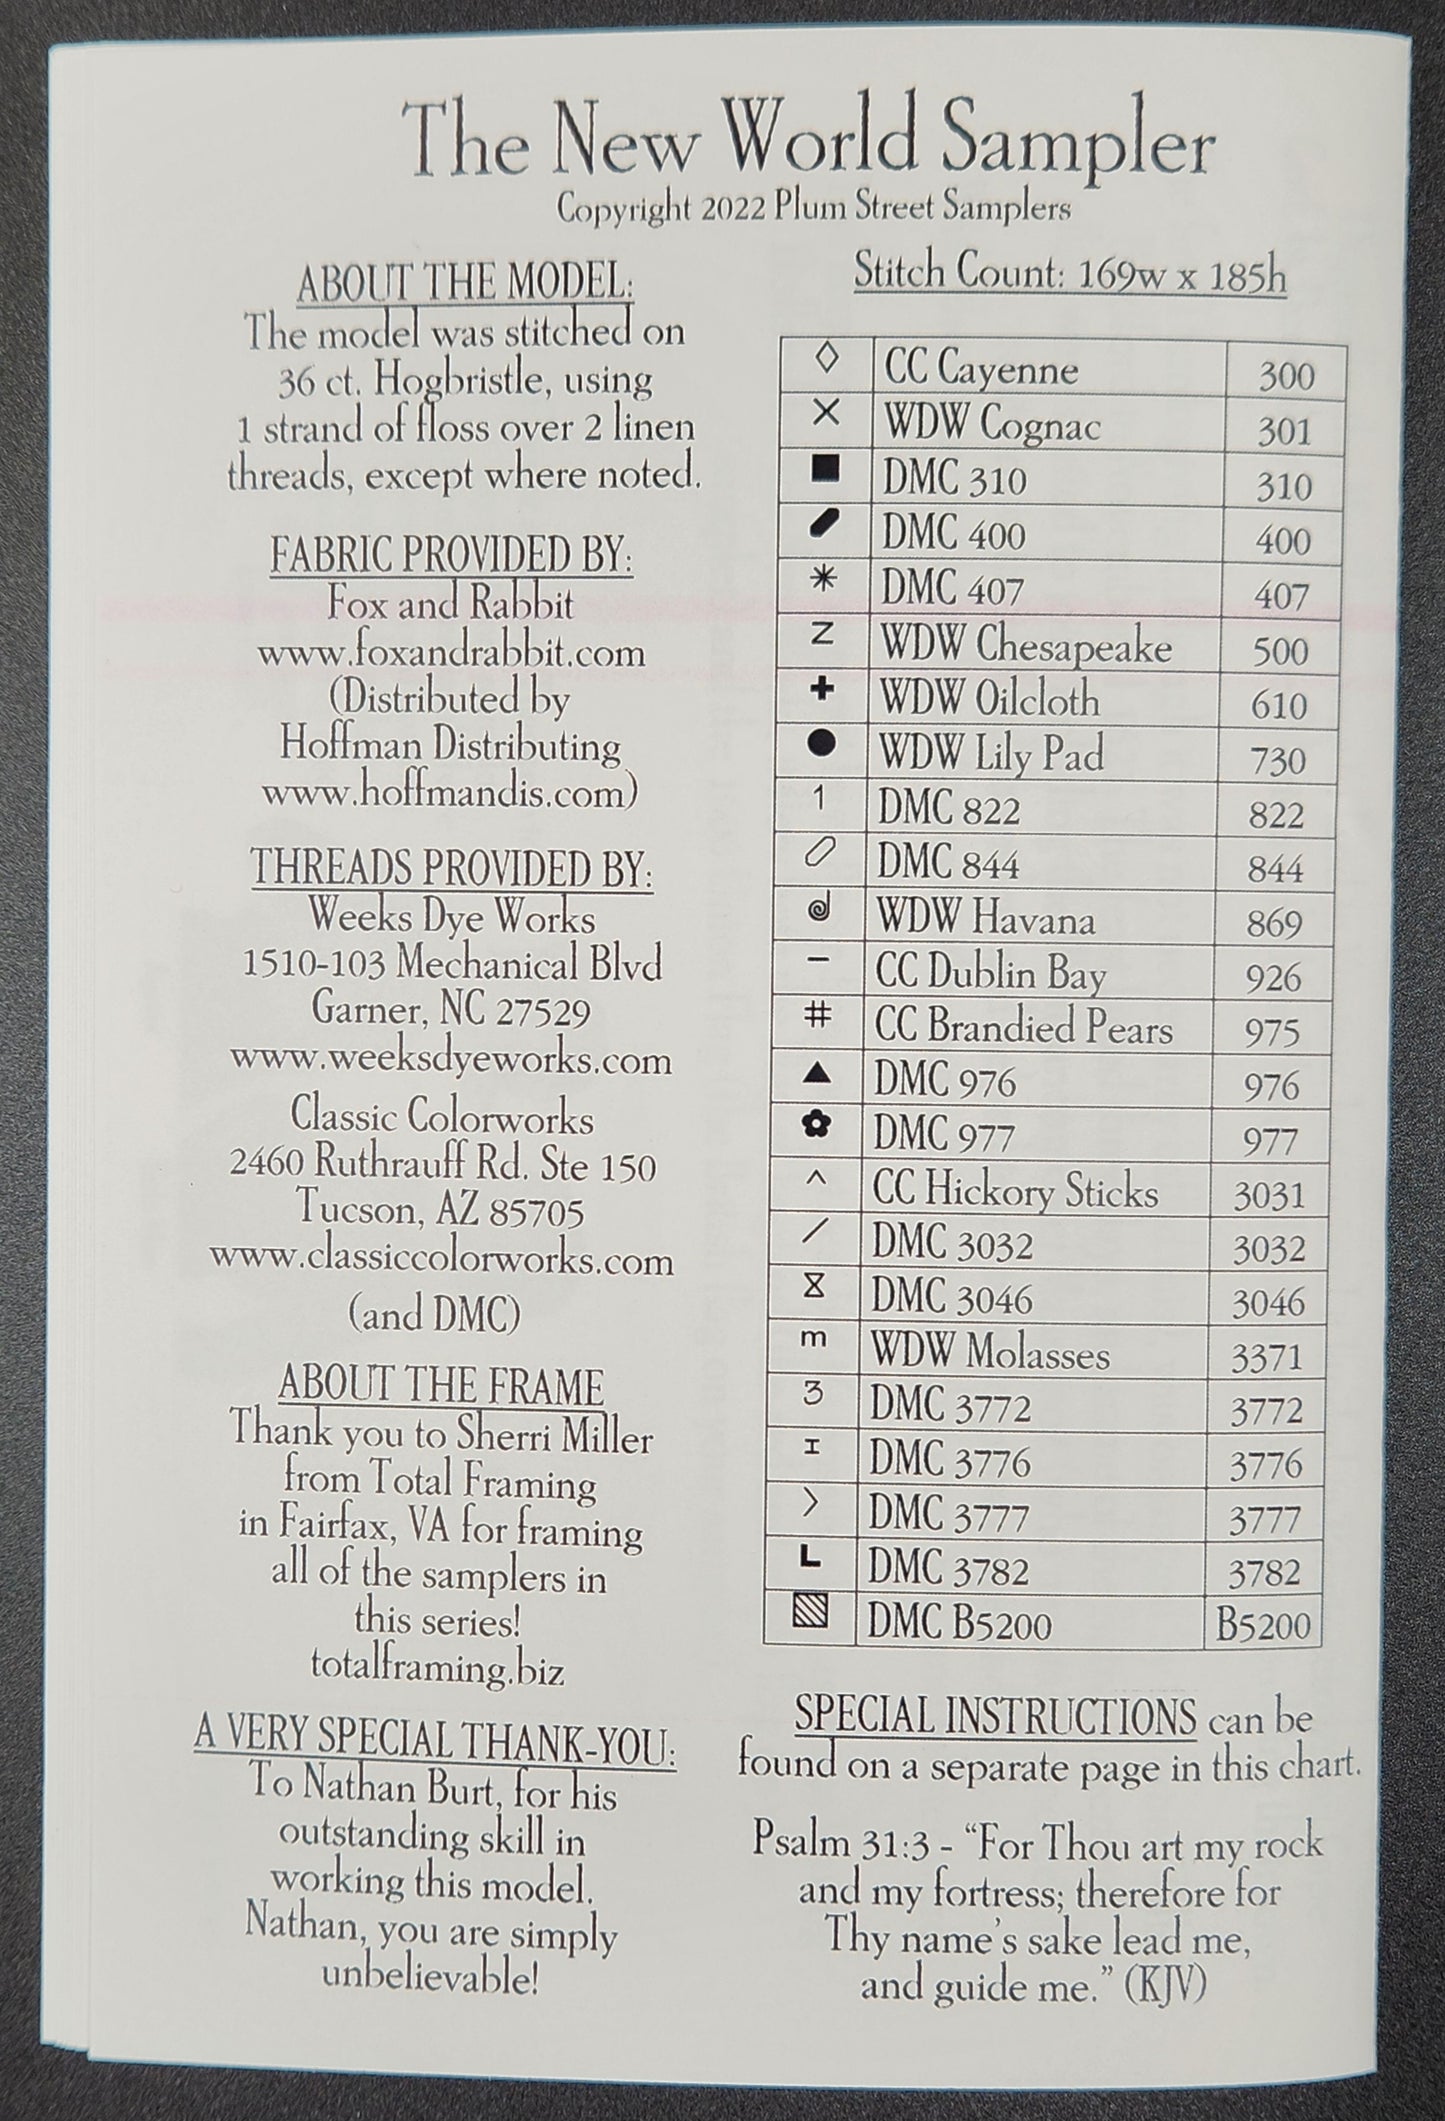 The New World Sampler
Copyright 2022 Plum Street Samplers
ABOUT THE MODEL:
The model was stitched on
36 ct. Hogbristle, using
1 strand of floss over 2 linen
threads, except where noted.
FABRIC PROVIDED BY:
Fox and Rabbit
www.foxandrabbit.com
(Distributed by
Hoffman Distributing
www.hoffmandis.com)
THREADS PROVIDED BY:
Weeks Dye Works
1510-103 Mechanical Blvd
Garner, NC 27529
www.weeksdyeworks.com
Classic Colorworks
2460 Ruthrauff Rd. Ste 150
Tucson, AZ 85705
www.classiccolorworks.com
(and DMC)
ABOUT THE FRAME
Thank you to Sherri Miller
from Total Framing
in Fairfax, VA for framing
all of the samplers in
this series!
totalframing.biz
A VERY SPECIAL THANK-YOU:
To Nathan Burt, for his
outstanding skill in
working this model.
Nathan, you are simply
unbelievable!
Stitch Count: 169w x 185h
◇ CC Cayenne 300
✕ WDW Cognac 301
■ DMC 310 310
DMC 400 400
✳ DMC 407 407
Z WDW Chesapeake 500
✚ WDW Oilcloth 610
● WDW Lily Pad 730
1 DMC 822 822
DMC 844 844
WDW Havana 869
– CC Dublin Bay 926
# CC Brandied Pears 975
▲ DMC 976 976
DMC 977 977
^ CC Hickory Sticks 3031
/ DMC 3032 3032
DMC 3046 3046
m WDW Molasses 3371
3 DMC 3772 3772
I DMC 3776 3776
> DMC 3777 3777
L DMC 3782 3782
▧ DMC B5200 B5200
SPECIAL INSTRUCTIONS can be
found on a separate page in this chart.
Psalm 31:3 - “For Thou art my rock
and my fortress; therefore for
Thy name's sake lead me,
and guide me.” (KJV)